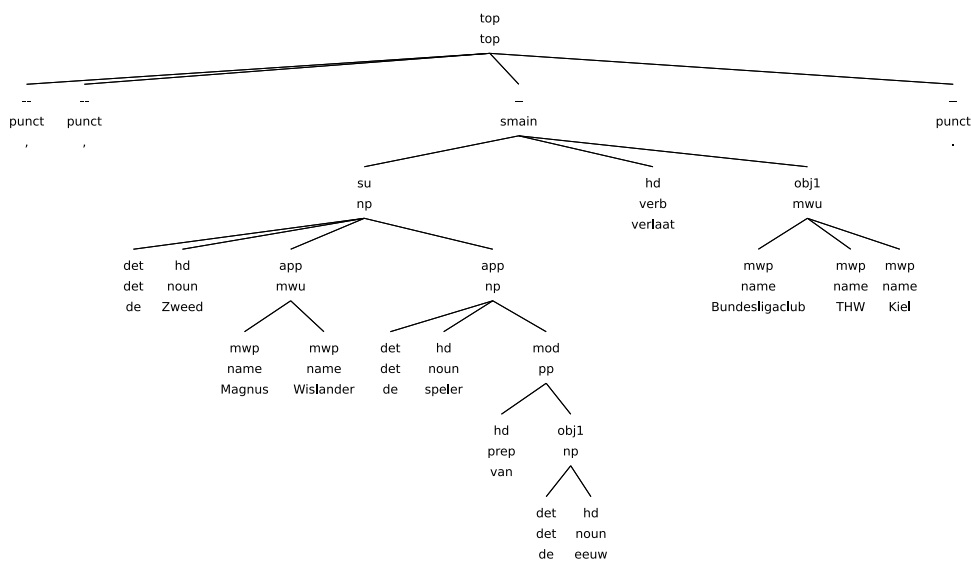 top
top
-- -- – –
punct punct smain punct
, , .
su hd obj1
np verb mwu
verlaat
det hd app app mwp mwp mwp
det noun mwu np name name name
de Zweed Bundesligaclub THW Kiel
mwp mwp det hd mod
name name det noun pp
Magnus Wislander de speler
hd obj1
prep np
van
det hd
det noun
de eeuw